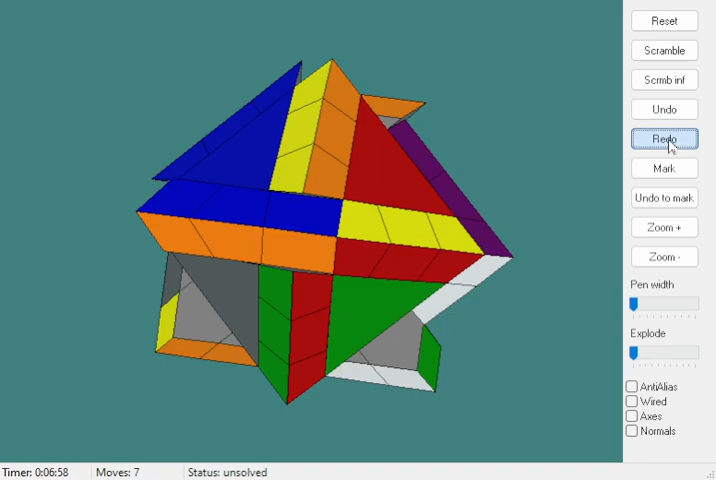 Reset
Scramble
Scrmb inf
Undo
Redo
Mark
Undo to mark
Zoom +
Zoom -
Pen width
Explode
AntiAlias
Wired
Axes
Normals
Timer: 0:06:58 Moves: 7 Status: unsolved